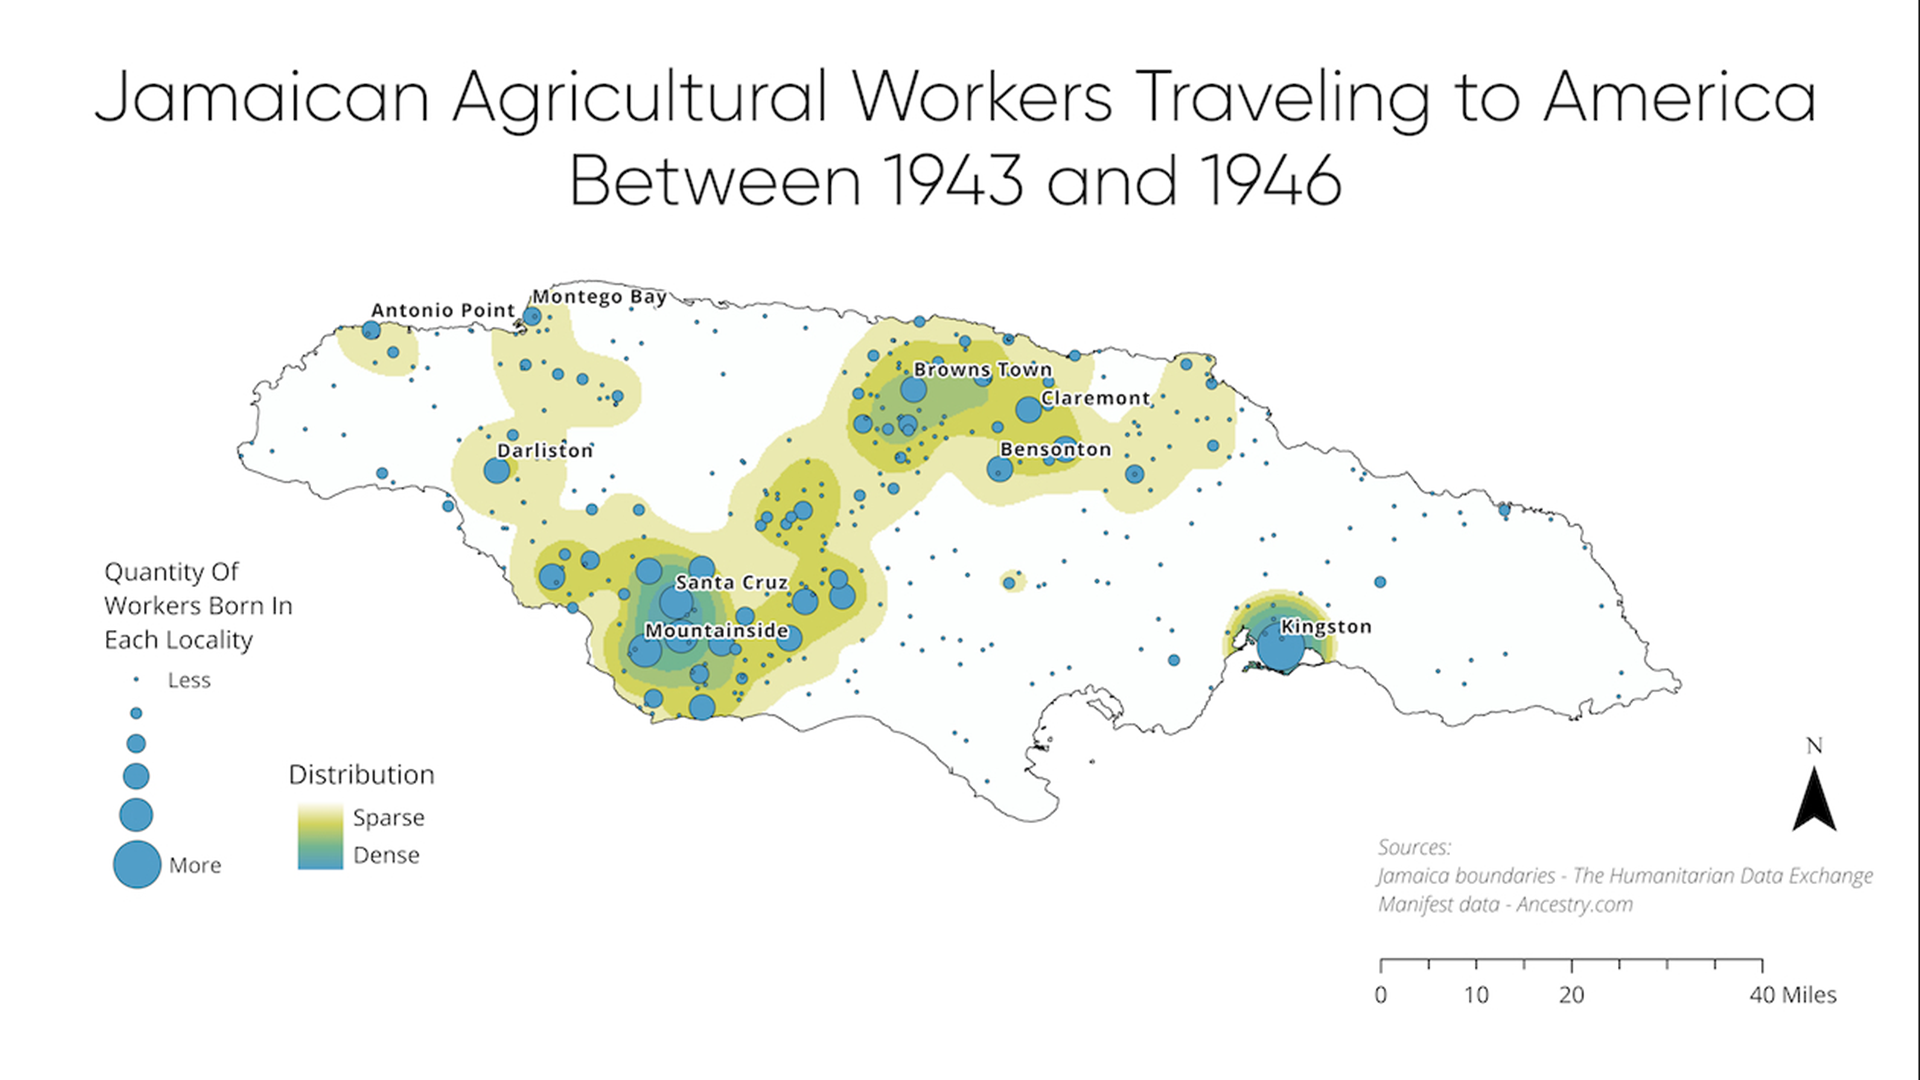 Jamaican Agricultural Workers Traveling to America
Between 1943 and 1946
Antonio Point
Montego Bay
Browns Town
Claremont
Darliston
Bensonton
Santa Cruz
Mountainside
Kingston
Quantity Of
Workers Born In
Each Locality
Less
More
Distribution
Sparse
Dense
N
Sources:
Jamaica boundaries - The Humanitarian Data Exchange
Manifest data - Ancestry.com
0 10 20 40 Miles